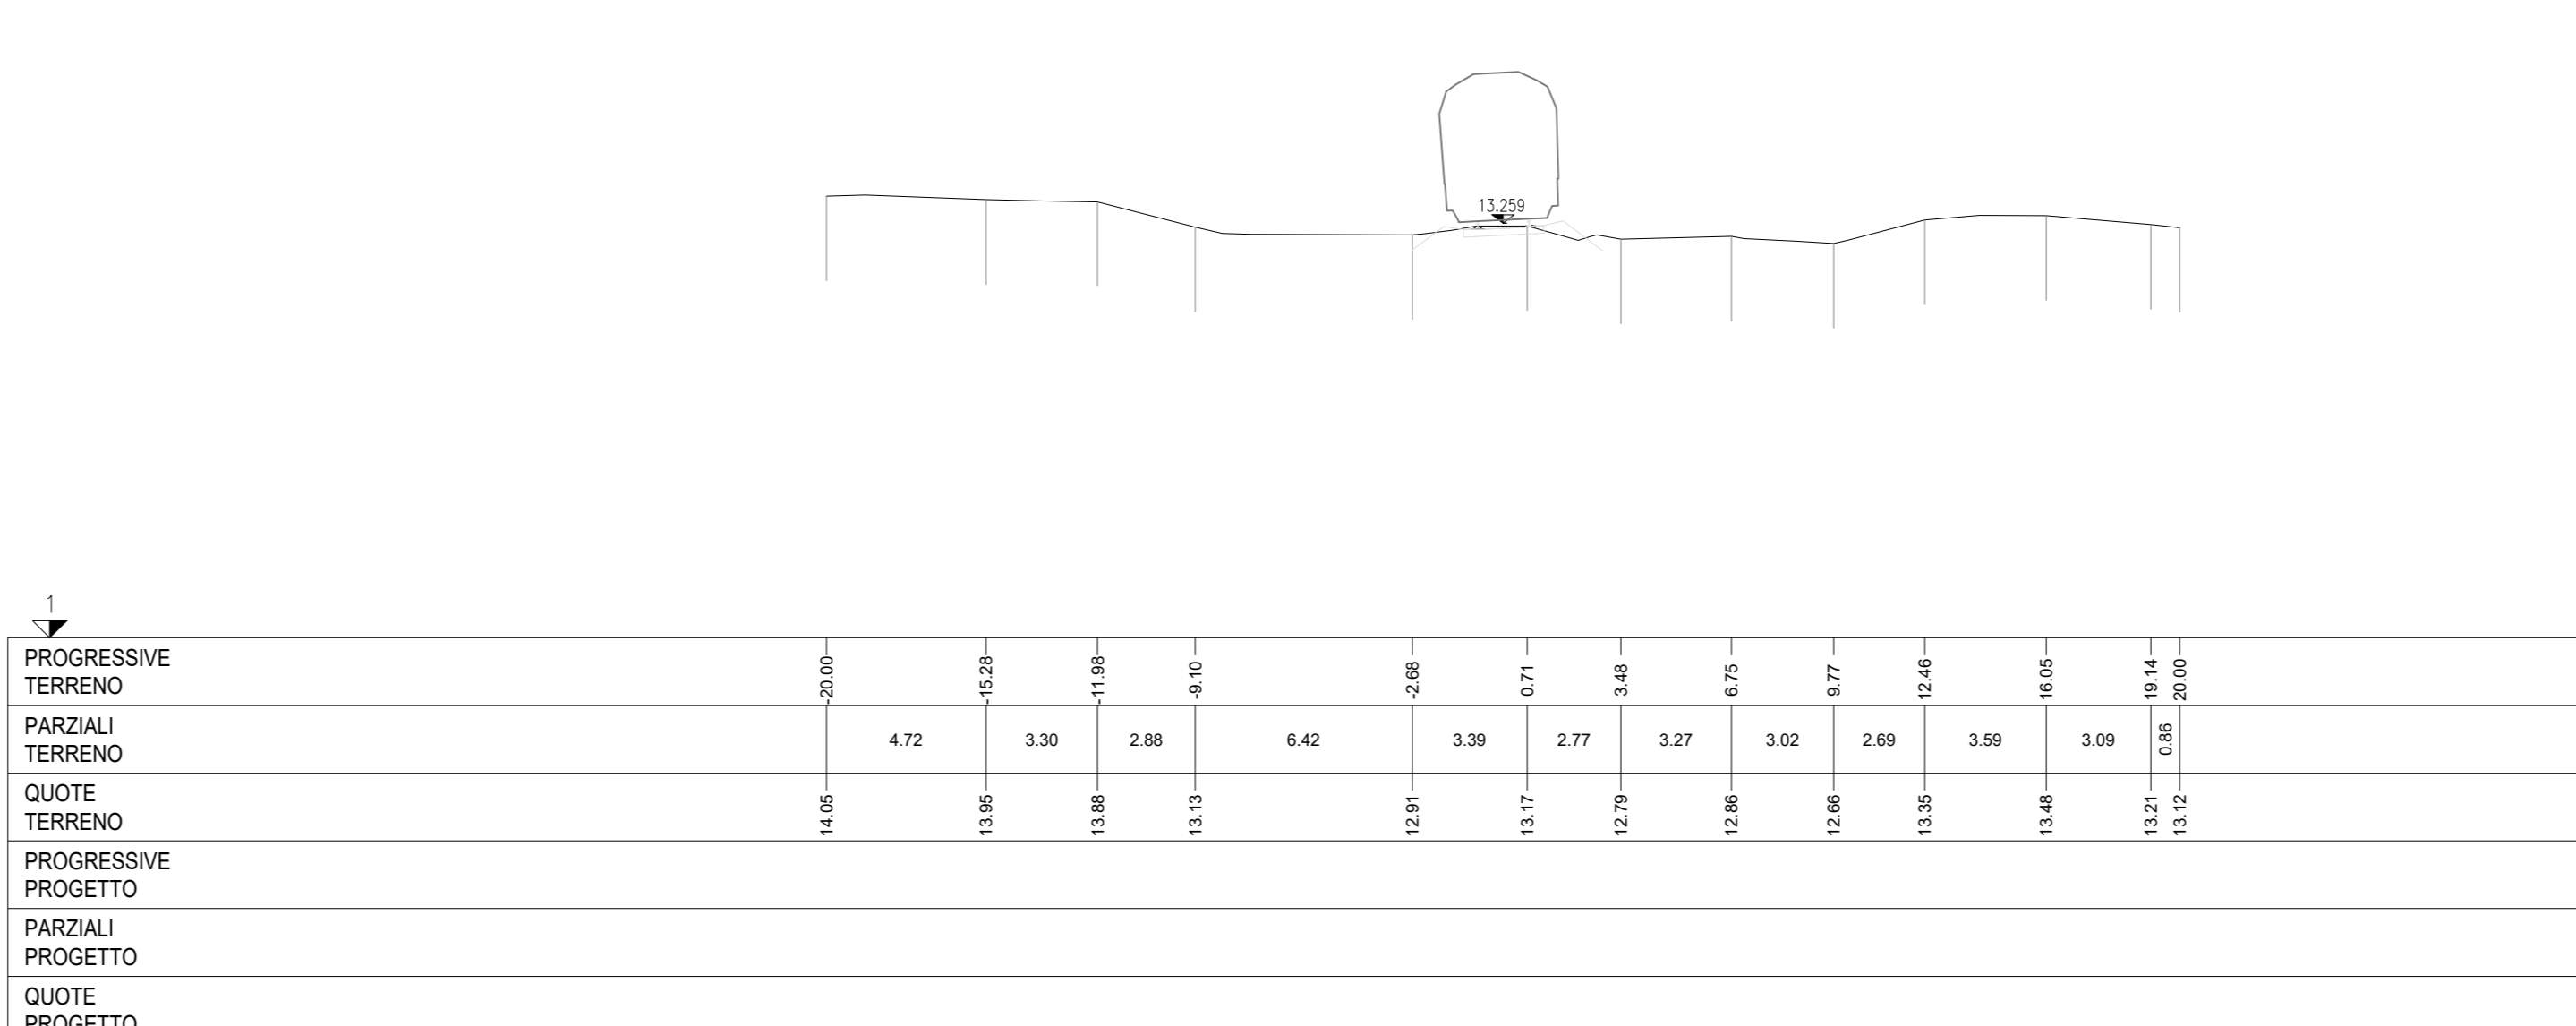 13.259
1
PROGRESSIVE
TERRENO
-20.00 -15.28 -11.98 -9.10 -2.68 0.71 3.48 6.75 9.77 12.46 16.05 19.14 20.00
PARZIALI
TERRENO
4.72 3.30 2.88 6.42 3.39 2.77 3.27 3.02 2.69 3.59 3.09 0.86
QUOTE
TERRENO
14.05 13.95 13.88 13.13 12.91 13.17 12.79 12.86 12.66 13.35 13.48 13.21 13.12
PROGRESSIVE
PROGETTO
PARZIALI
PROGETTO
QUOTE
PROGETTO